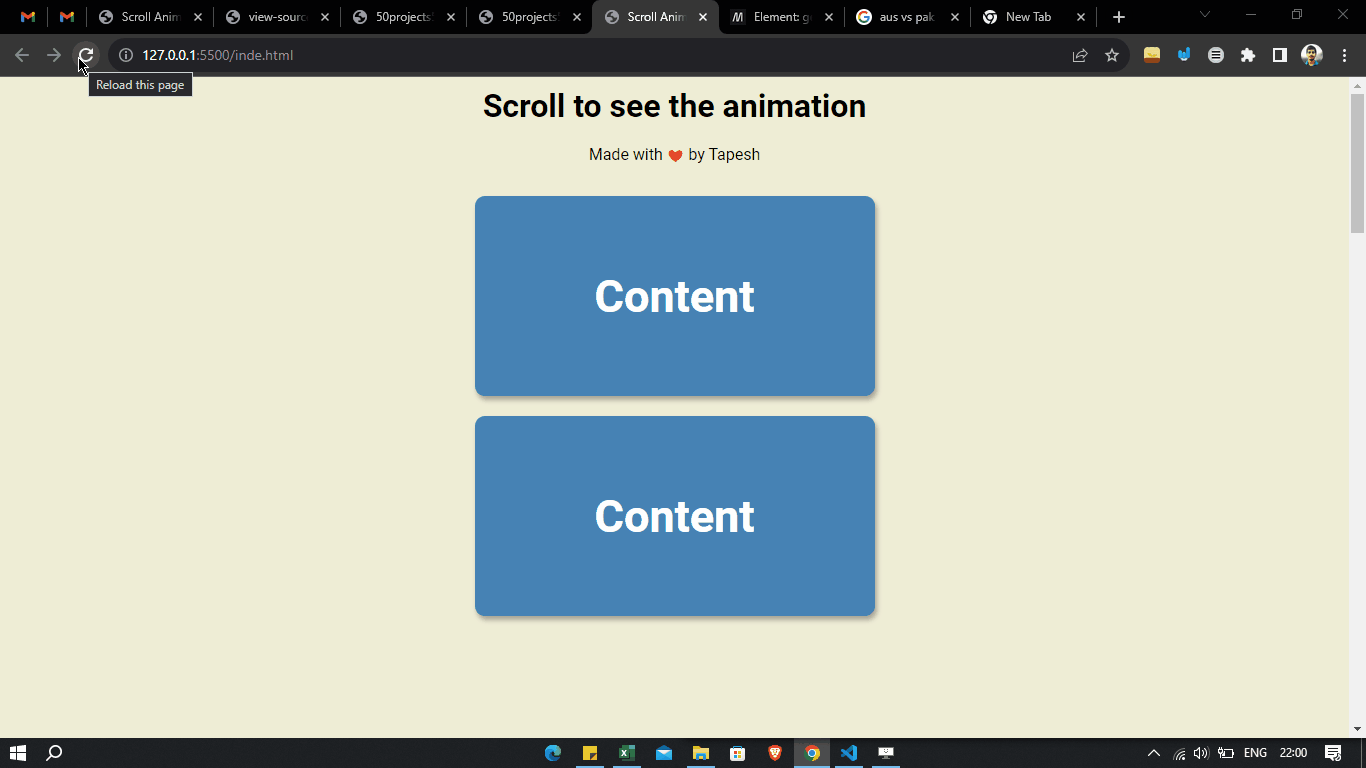 Scroll Anim
view-sourc
50projects
50projects
Scroll Anim
Element: g
aus vs pak
New Tab
127.0.0.1:5500/inde.html
Reload this page
Scroll to see the animation
Made with ❤ by Tapesh
Content
Content
ENG
22:00